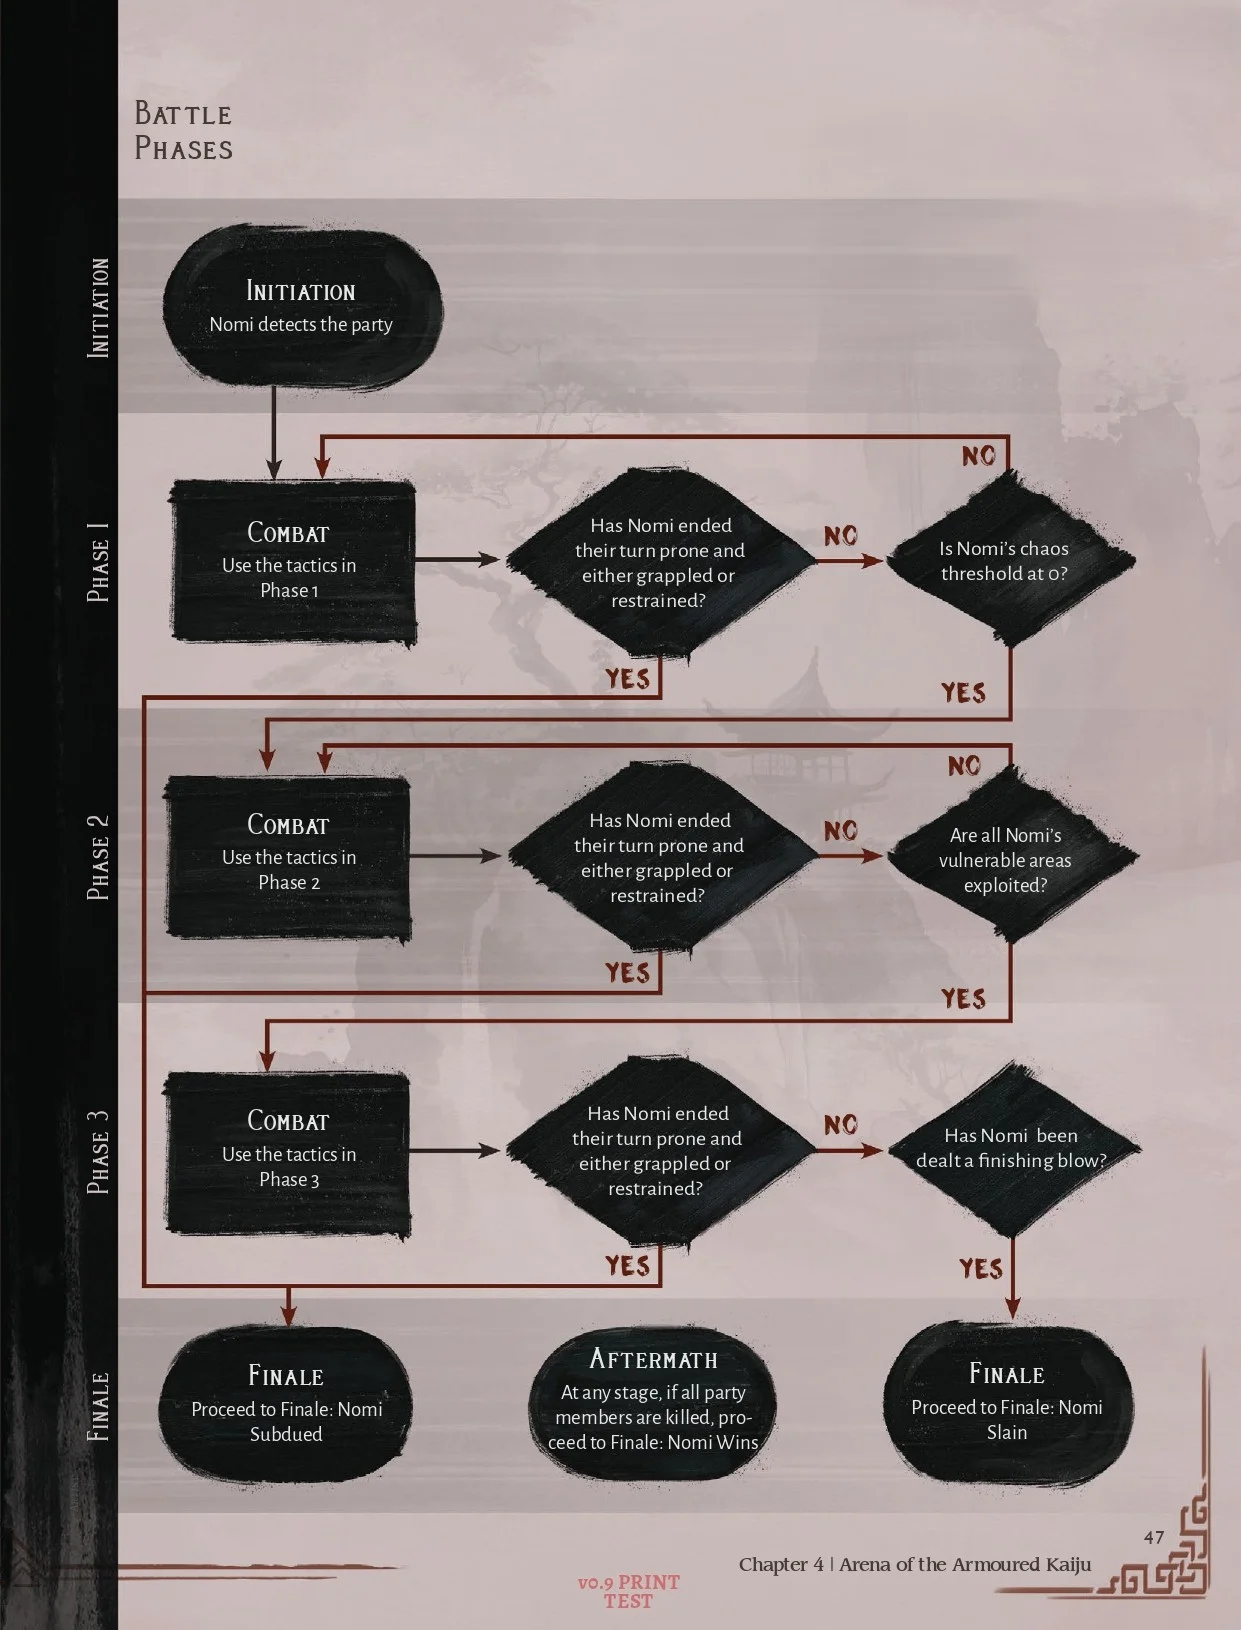 Battle
Phases
Initiation
Initiation
Nomi detects the party
Phase 1
Combat
Use the tactics in
Phase 1
Has Nomi ended
their turn prone and
either grappled or
restrained?
NO
Is Nomi's chaos
threshold at 0?
NO
YES
YES
Phase 2
Combat
Use the tactics in
Phase 2
Has Nomi ended
their turn prone and
either grappled or
restrained?
NO
Are all Nomi's
vulnerable areas
exploited?
NO
YES
YES
Phase 3
Combat
Use the tactics in
Phase 3
Has Nomi ended
their turn prone and
either grappled or
restrained?
NO
Has Nomi been
dealt a finishing blow?
YES
YES
Finale
Finale
Proceed to Finale: Nomi
Subdued
Aftermath
At any stage, if all party
members are killed, pro-
ceed to Finale: Nomi Wins
Finale
Proceed to Finale: Nomi
Slain
47
Chapter 4 | Arena of the Armoured Kaiju
v0.9 PRINT
TEST